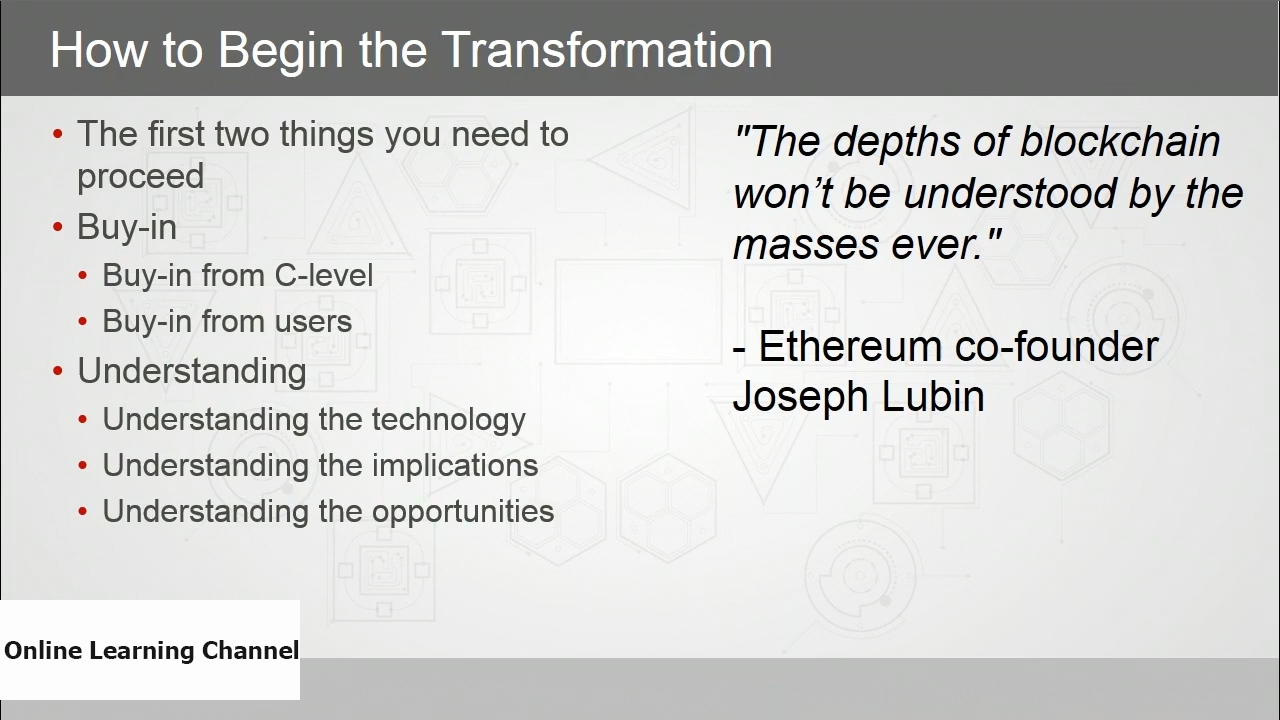 How to Begin the Transformation
• The first two things you need to
proceed
• Buy-in
• Buy-in from C-level
• Buy-in from users
• Understanding
• Understanding the technology
• Understanding the implications
• Understanding the opportunities
"The depths of blockchain
won’t be understood by the
masses ever."
- Ethereum co-founder
Joseph Lubin
Online Learning Channel